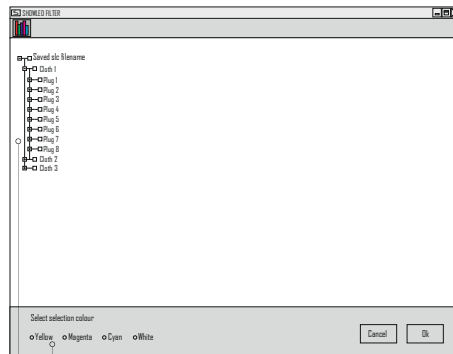 SHOWLED FILTER
Saved slc filename
Cloth 1
Plug 1
Plug 2
Plug 3
Plug 4
Plug 5
Plug 6
Plug 7
Plug 8
Cloth 2
Cloth 3
Select selection colour
Yellow Magenta Cyan White
Cancel Ok